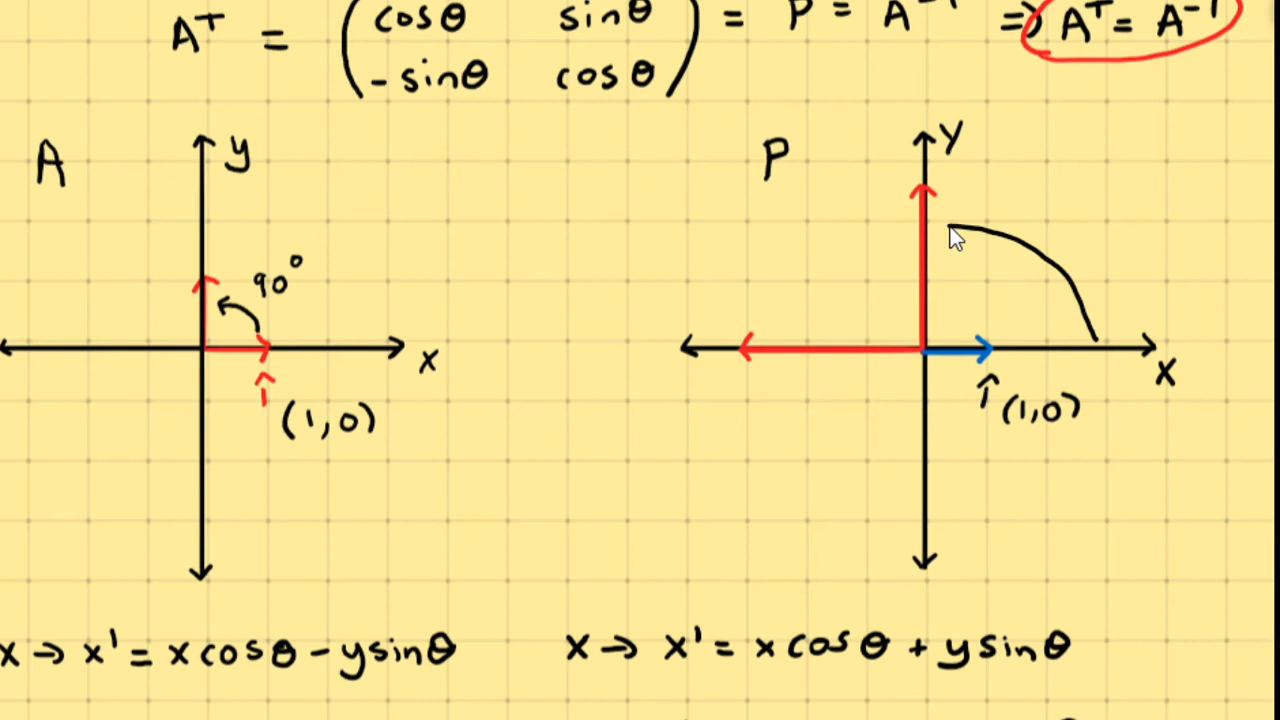 Aᵀ = ( cosθ sinθ ) = P = A⁻¹ ⇒ Aᵀ = A⁻¹
-sinθ cosθ
A y P Y
90°
x X
(1,0) (1,0)
x → x' = x cosθ - y sinθ x → x' = x cosθ + y sinθ